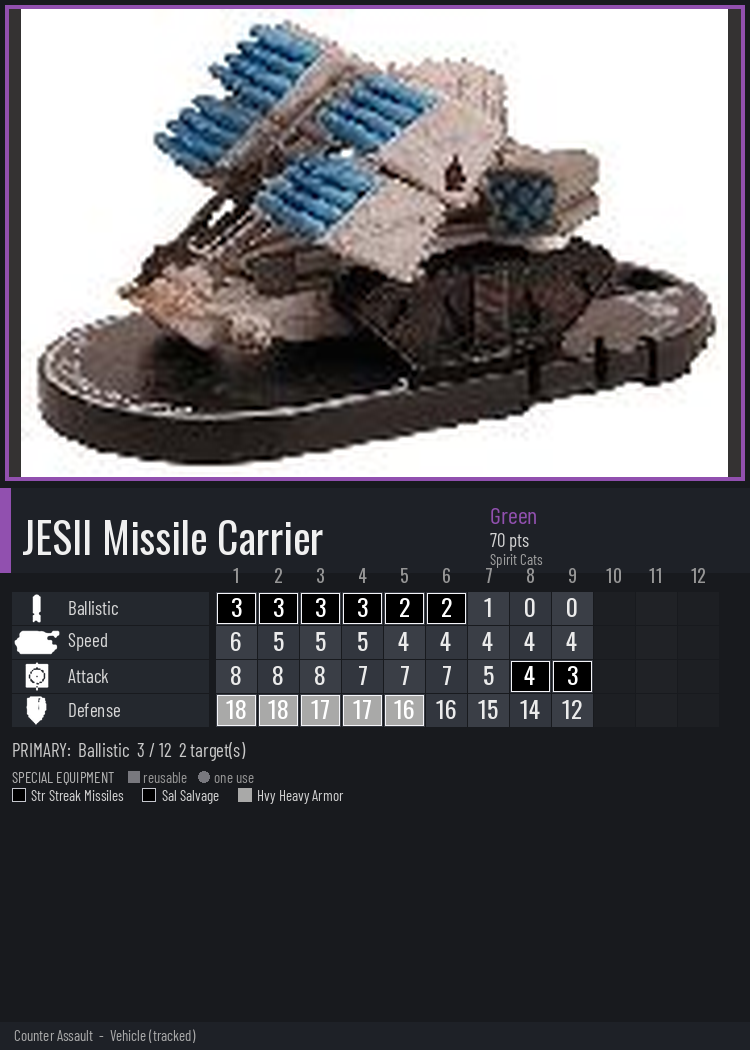 JESII Missile Carrier
Green
70 pts
Spirit Cats
1 2 3 4 5 6 7 8 9 10 11 12
Ballistic 3 3 3 3 2 2 1 0 0
Speed 6 5 5 5 4 4 4 4 4
Attack 8 8 8 7 7 7 5 4 3
Defense 18 18 17 17 16 16 15 14 12
PRIMARY: Ballistic 3 / 12 2 target(s)
SPECIAL EQUIPMENT reusable one use
Str Streak Missiles Sal Salvage Hvy Heavy Armor
Counter Assault - Vehicle (tracked)